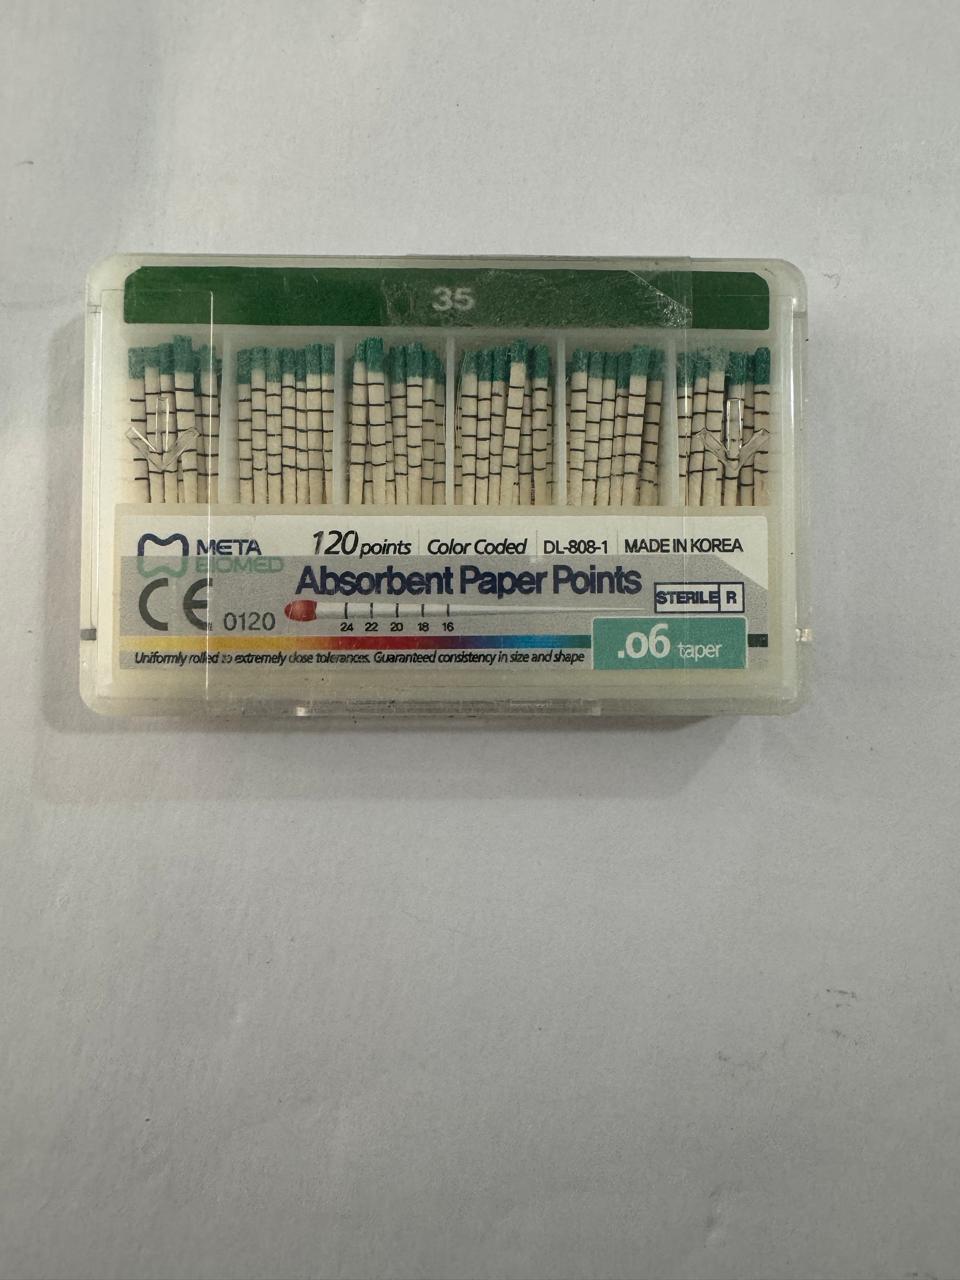 35
META
BIOMED
120 points Color Coded DL-808-1 MADE IN KOREA
Absorbent Paper Points
CE 0120
24 22 20 18 16
STERILE R
.06 taper
Uniformly rolled to extremely close tolerances. Guaranteed consistency in size and shape